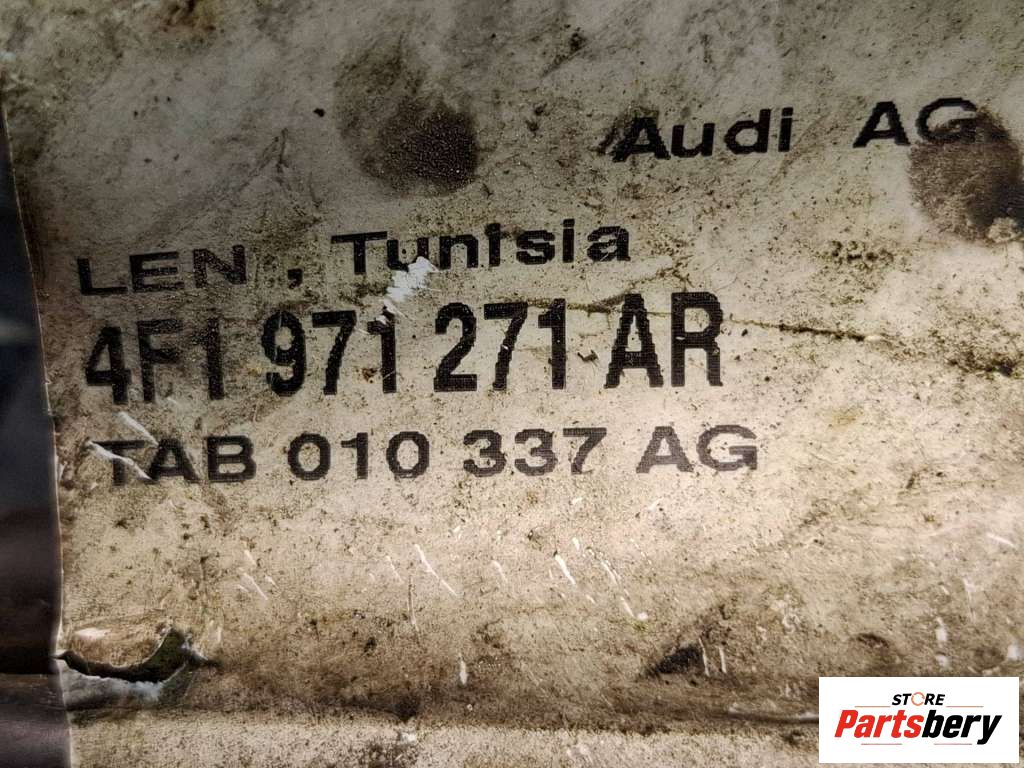 Audi AG
LEN, Tunisia
4F1 971 271 AR
TAB 010 337 AG
STORE
Partsbery